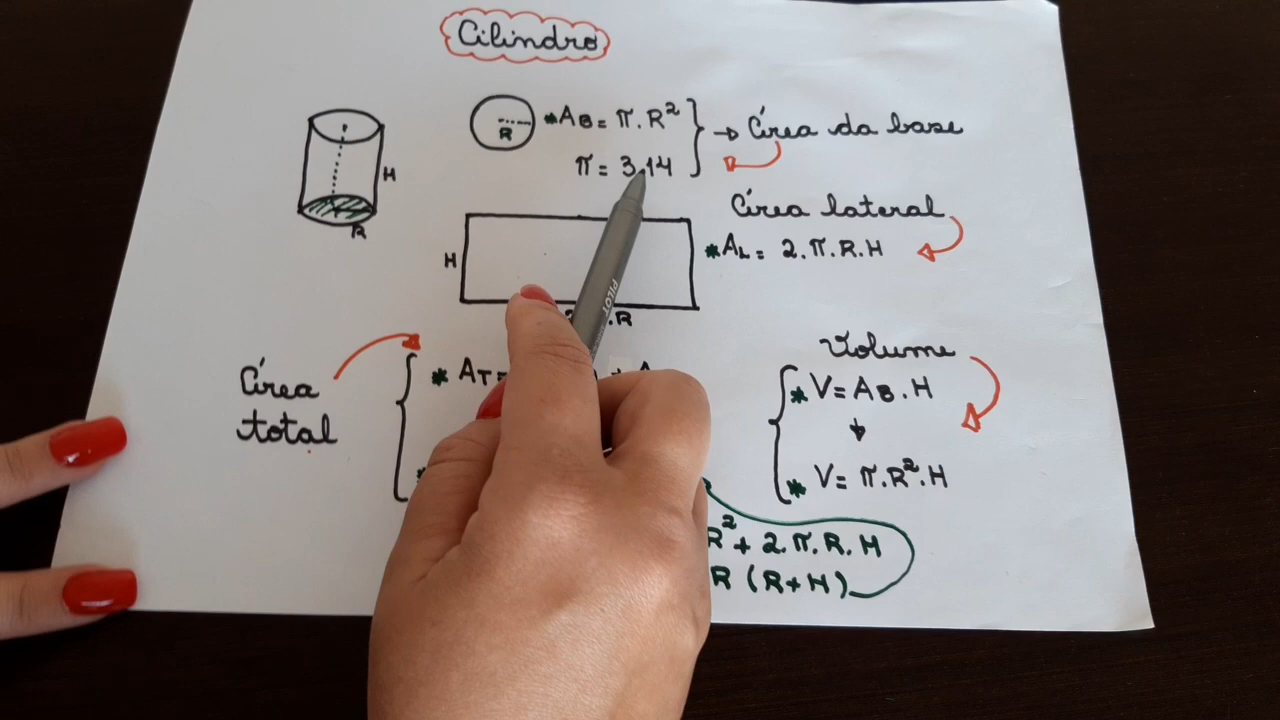 Cilindro
R
*AB = π.R²
π = 3,14
→ Área da base
H
R
Área lateral
H
*AL = 2.π.R.H
PILOT
.R
Área
total
* AT=
+ A
Volume
* V = AB.H
* V = π.R².H
R² + 2.π.R.H
R (R+H)